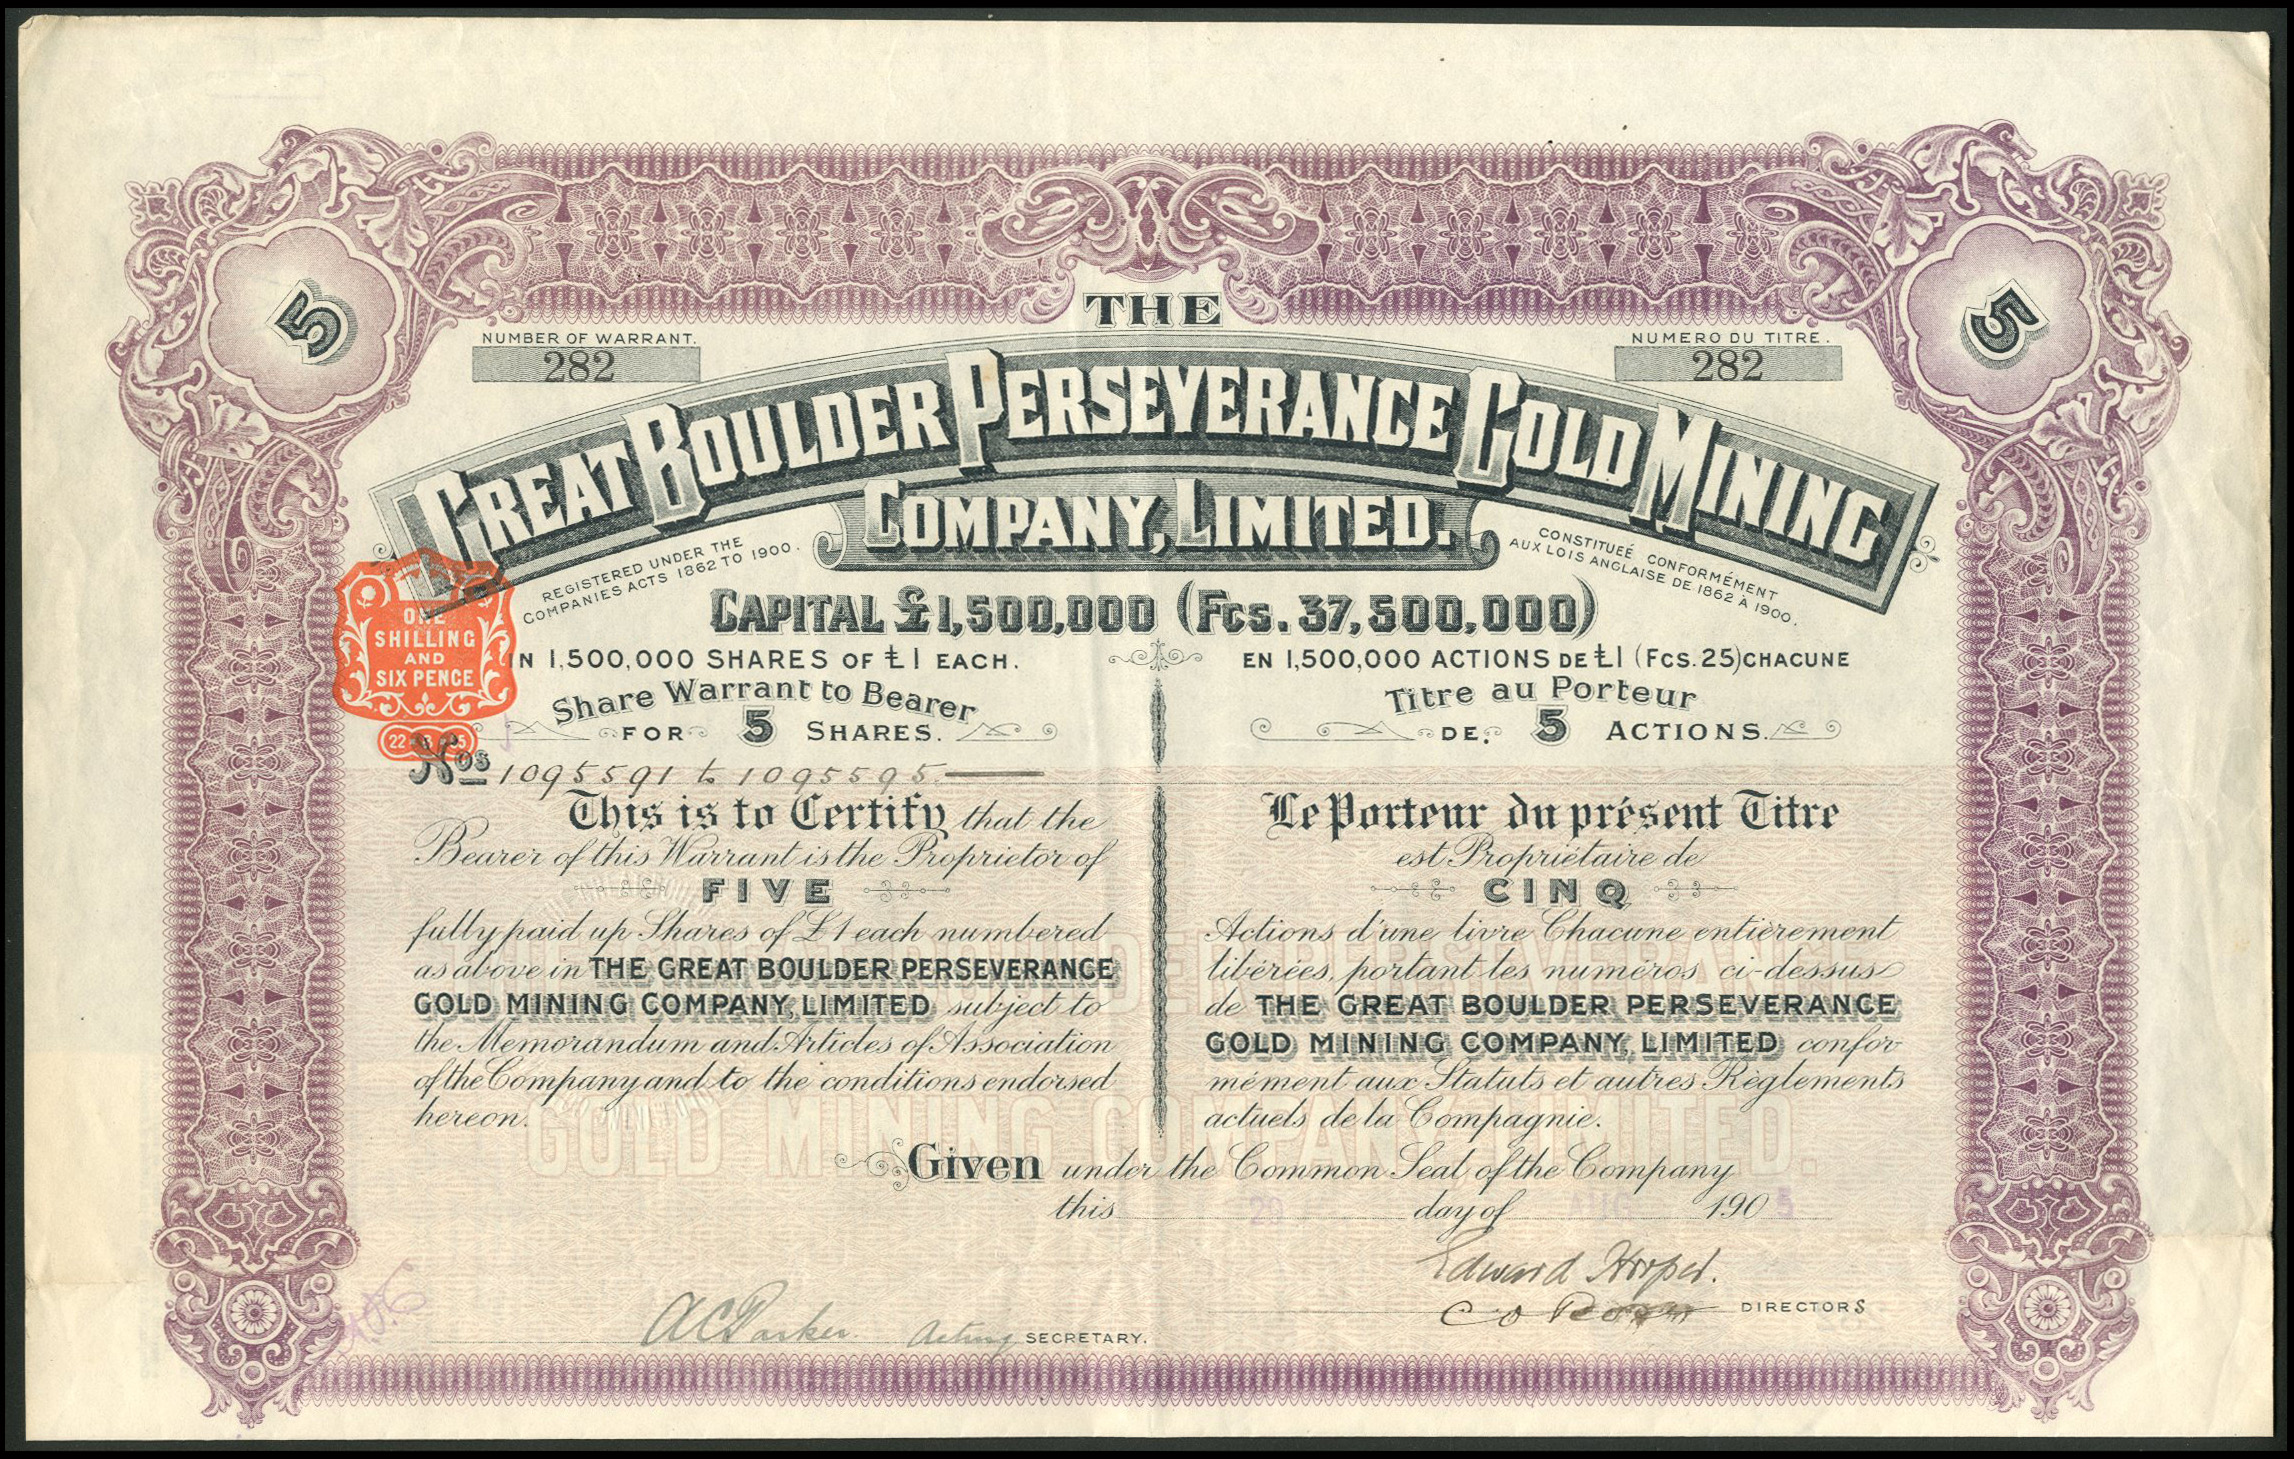 5
5
THE
NUMBER OF WARRANT.
282
NUMERO DU TITRE.
282
GREAT BOULDER PERSEVERANCE GOLD MINING
COMPANY, LIMITED.
REGISTERED UNDER THE
COMPANIES ACTS 1862 TO 1900.
CONSTITUEÉ CONFORMÉMENT
AUX LOIS ANGLAISE DE 1862 À 1900.
CAPITAL £1,500,000 (FCS. 37,500,000)
ONE
SHILLING
AND
SIX PENCE
IN 1,500,000 SHARES OF £1 EACH.
Share Warrant to Bearer
FOR 5 SHARES.
Nos 1095591 to 1095595
This is to Certify that the
Bearer of this Warrant is the Proprietor of
FIVE
fully paid up Shares of £1 each numbered
as above in THE GREAT BOULDER PERSEVERANCE
GOLD MINING COMPANY, LIMITED subject to
the Memorandum and Articles of Association
of the Company and to the conditions endorsed
hereon.
EN 1,500,000 ACTIONS DE £1 (FCS. 25) CHACUNE
Titre au Porteur
DE. 5 ACTIONS.
Le Porteur du présent Titre
est Propriétaire de
CINQ
Actions d'une livre Chacune entièrement
libérées, portant les numéros ci-dessus
de THE GREAT BOULDER PERSEVERANCE
GOLD MINING COMPANY, LIMITED confor
mément aux Statuts et autres Règlements
actuels de la Compagnie.
GOLD MINING COMPANY LIMITED.
Given under the Common Seal of the Company
this 29 day of AUG 1905
Edward Hooper.
DIRECTORS
A C Parker Acting SECRETARY.